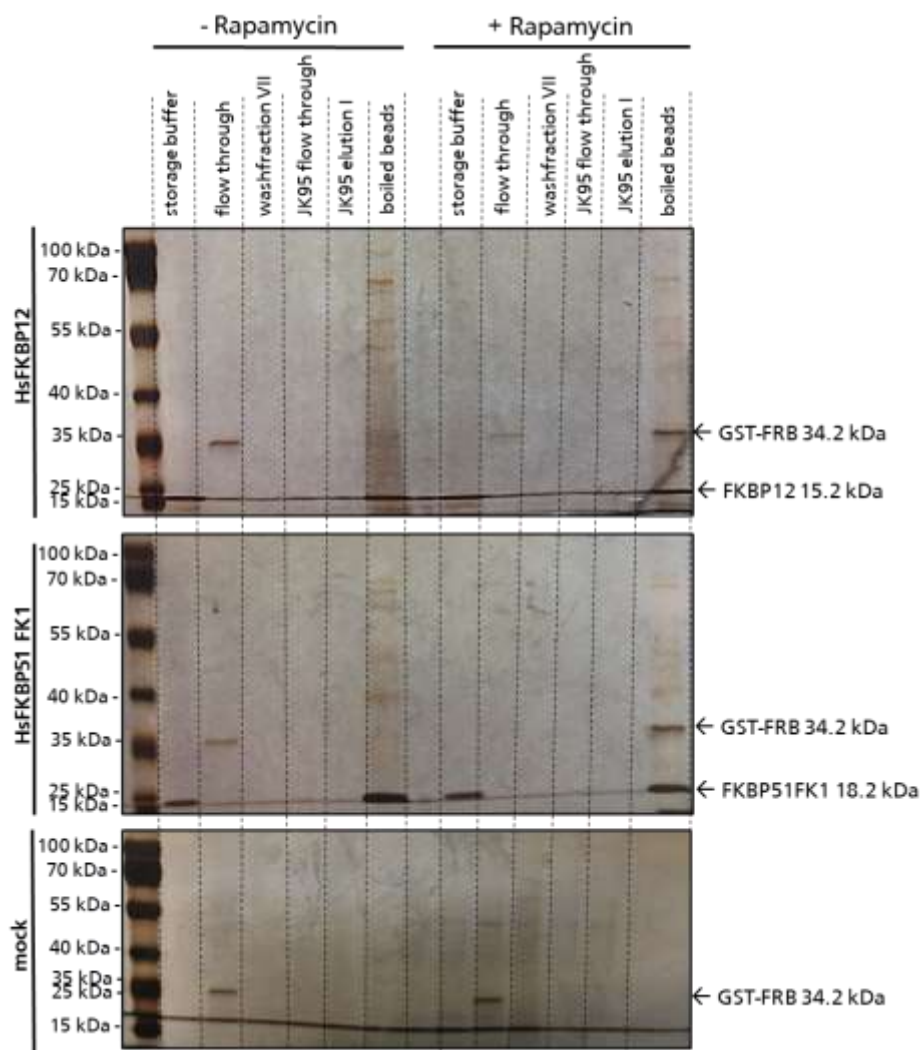 - Rapamycin
+ Rapamycin
storage buffer
flow through
washfraction VII
JK95 flow through
JK95 elution I
boiled beads
storage buffer
flow through
washfraction VII
JK95 flow through
JK95 elution I
boiled beads
HsFKBP12
100 kDa -
70 kDa -
55 kDa -
40 kDa -
35 kDa -
25 kDa -
15 kDa -
← GST-FRB 34.2 kDa
← FKBP12 15.2 kDa
HsFKBP51 FK1
100 kDa -
70 kDa -
55 kDa -
40 kDa -
35 kDa -
25 kDa -
15 kDa -
← GST-FRB 34.2 kDa
← FKBP51FK1 18.2 kDa
mock
100 kDa -
70 kDa -
55 kDa -
40 kDa -
35 kDa -
25 kDa -
15 kDa -
← GST-FRB 34.2 kDa